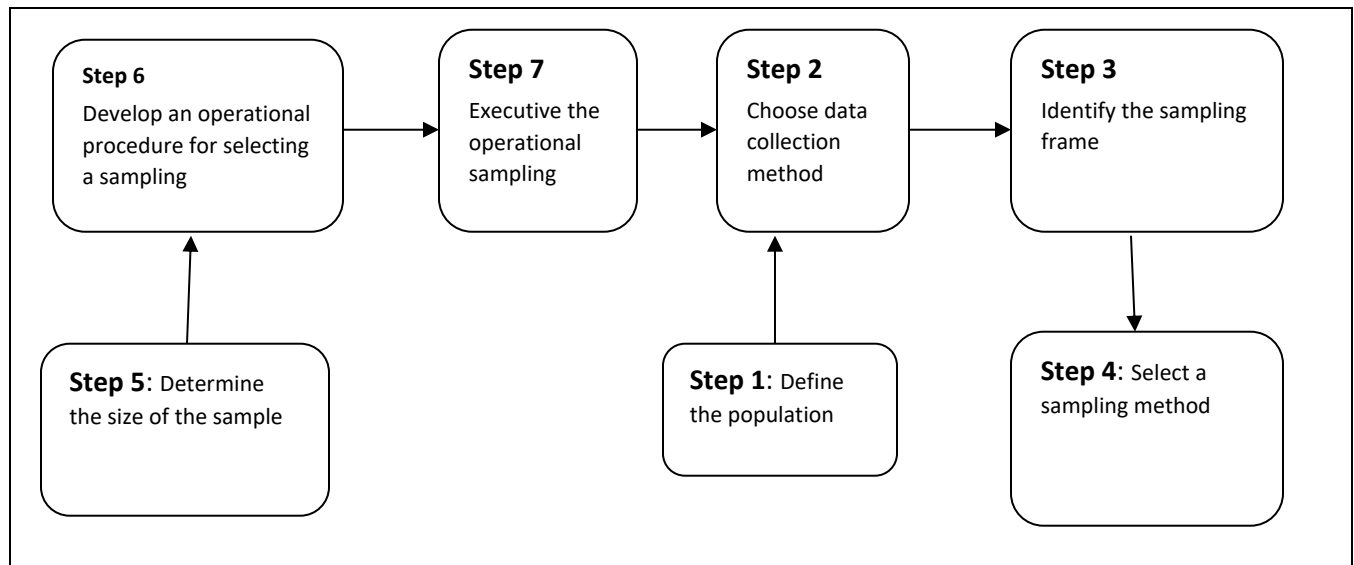 Step 6
Develop an operational
procedure for selecting
a sampling
Step 7
Executive the
operational
sampling
Step 2
Choose data
collection
method
Step 3
Identify the sampling
frame
Step 5: Determine
the size of the sample
Step 1: Define
the population
Step 4: Select a
sampling method